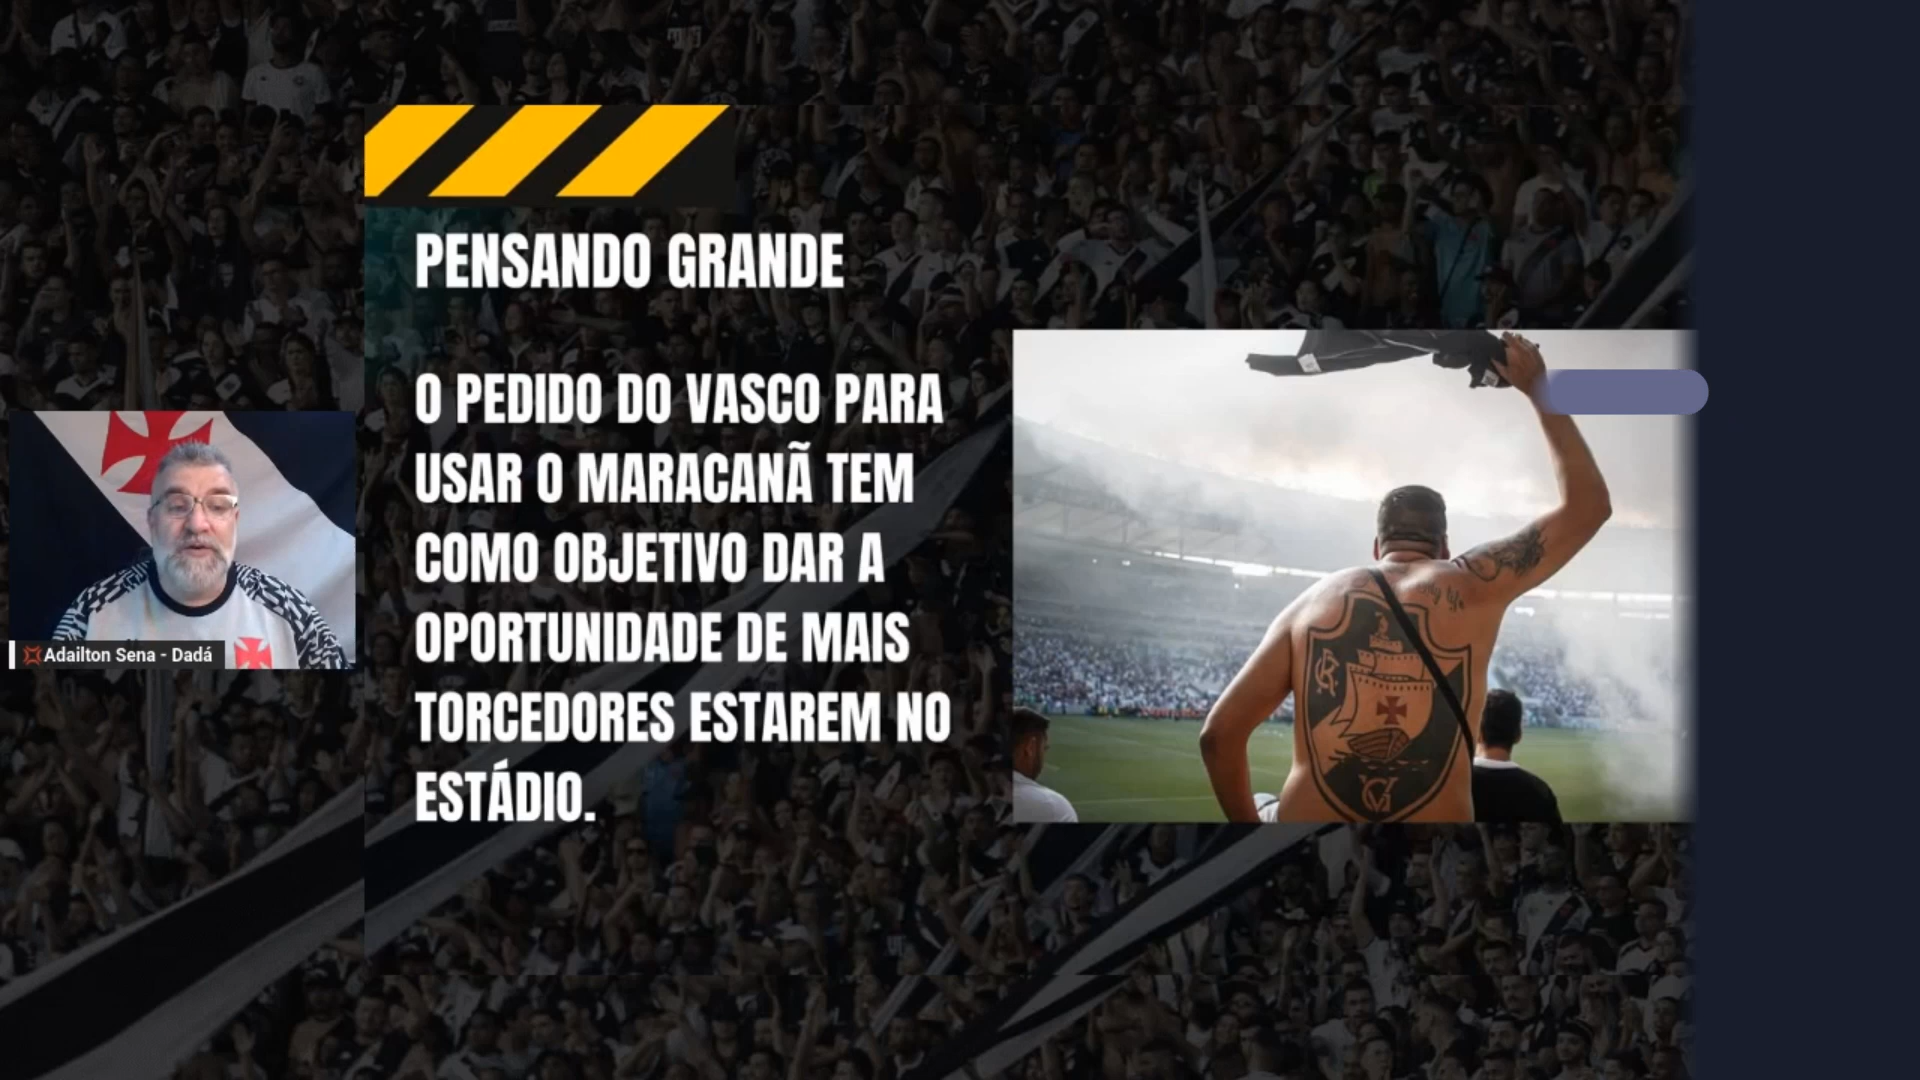 PENSANDO GRANDE
O PEDIDO DO VASCO PARA
USAR O MARACANÃ TEM
COMO OBJETIVO DAR A
OPORTUNIDADE DE MAIS
TORCEDORES ESTAREM NO
ESTÁDIO.
Adailton Sena - Dadá